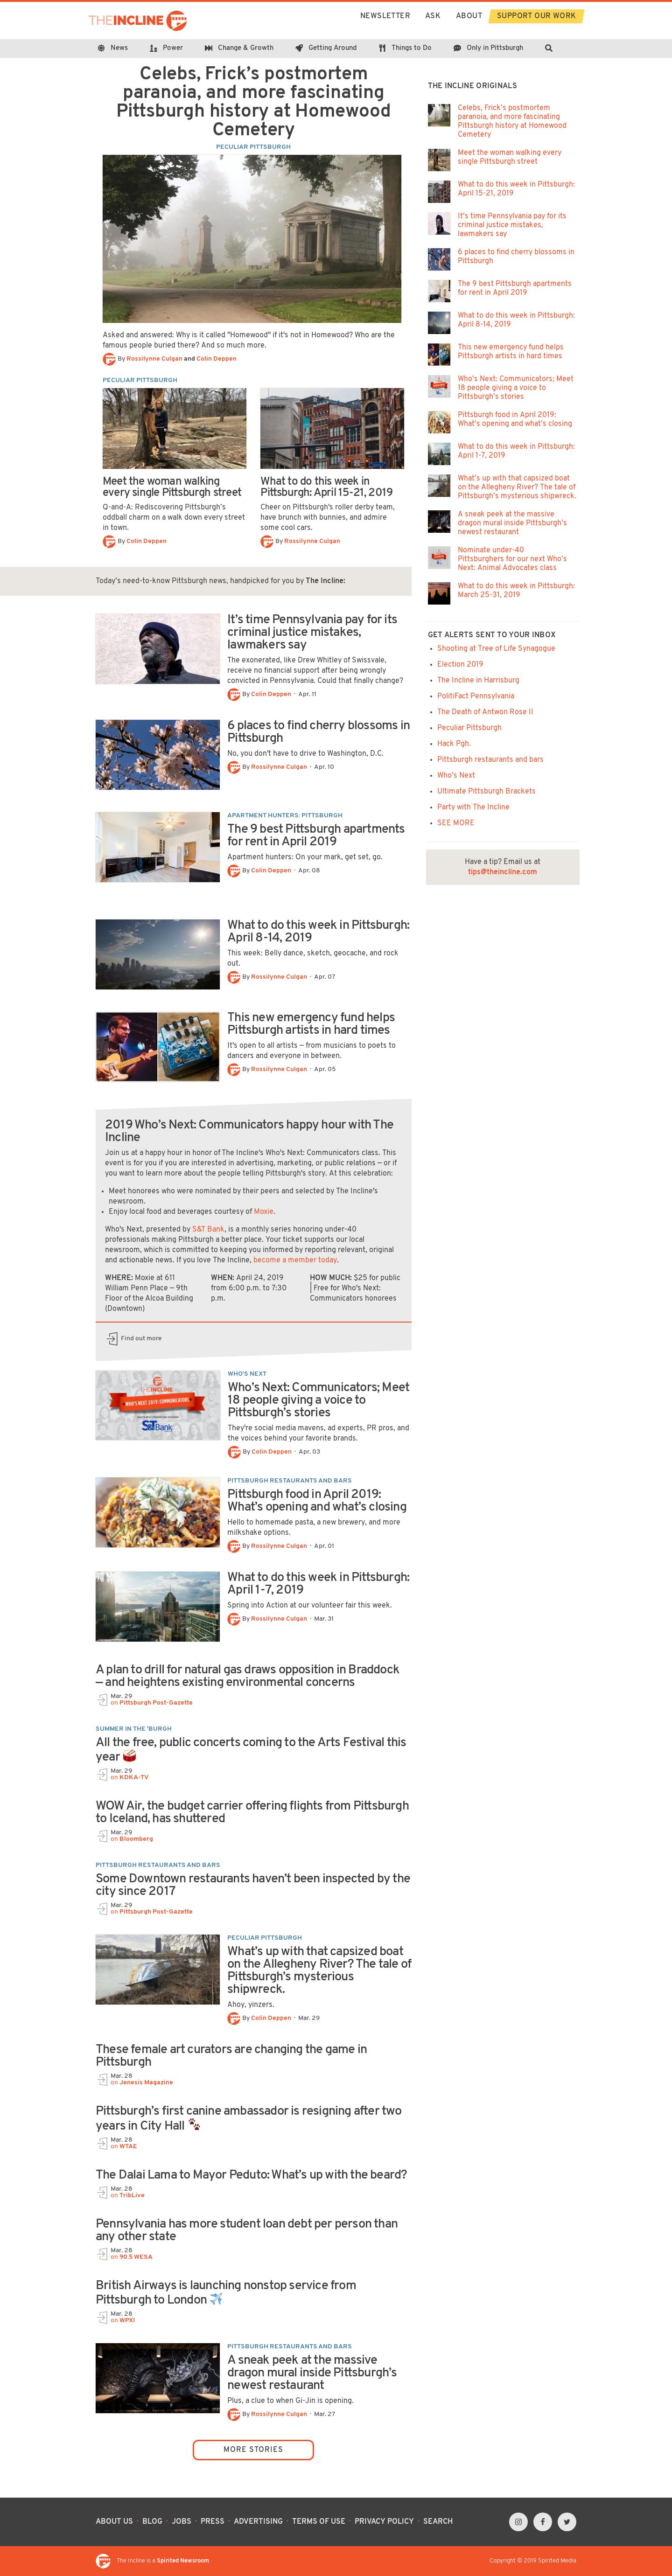 THE INCLINE
NEWSLETTER ASK ABOUT SUPPORT OUR WORK
News Power Change & Growth Getting Around Things to Do Only in Pittsburgh
Celebs, Frick’s postmortem
paranoia, and more fascinating
Pittsburgh history at Homewood
Cemetery
PECULIAR PITTSBURGH
Asked and answered: Why is it called "Homewood" if it's not in Homewood? Who are the
famous people buried there? And so much more.
By Rossilynne Culgan and Colin Deppen
PECULIAR PITTSBURGH
Meet the woman walking
every single Pittsburgh street
Q-and-A: Rediscovering Pittsburgh’s
oddball charm on a walk down every street
in town.
By Colin Deppen
What to do this week in
Pittsburgh: April 15-21, 2019
Cheer on Pittsburgh's roller derby team,
have brunch with bunnies, and admire
some cool cars.
By Rossilynne Culgan
Today’s need-to-know Pittsburgh news, handpicked for you by The Incline:
It’s time Pennsylvania pay for its
criminal justice mistakes,
lawmakers say
The exonerated, like Drew Whitley of Swissvale,
receive no financial support after being wrongly
convicted in Pennsylvania. Could that finally change?
By Colin Deppen · Apr. 11
6 places to find cherry blossoms in
Pittsburgh
No, you don't have to drive to Washington, D.C.
By Rossilynne Culgan · Apr. 10
APARTMENT HUNTERS: PITTSBURGH
The 9 best Pittsburgh apartments
for rent in April 2019
Apartment hunters: On your mark, get set, go.
By Colin Deppen · Apr. 08
What to do this week in Pittsburgh:
April 8-14, 2019
This week: Belly dance, sketch, geocache, and rock
out.
By Rossilynne Culgan · Apr. 07
This new emergency fund helps
Pittsburgh artists in hard times
It's open to all artists — from musicians to poets to
dancers and everyone in between.
By Rossilynne Culgan · Apr. 05
2019 Who’s Next: Communicators happy hour with The
Incline
Join us at a happy hour in honor of The Incline's Who's Next: Communicators class. This
event is for you if you are interested in advertising, marketing, or public relations — or if
you want to learn more about the people telling Pittsburgh's story. At this celebration:
• Meet honorees who were nominated by their peers and selected by The Incline's
newsroom.
• Enjoy local food and beverages courtesy of Moxie.
Who's Next, presented by S&T Bank, is a monthly series honoring under-40
professionals making Pittsburgh a better place. Your ticket supports our local
newsroom, which is committed to keeping you informed by reporting relevant, original
and actionable news. If you love The Incline, become a member today.
WHERE: Moxie at 611
William Penn Place — 9th
Floor of the Alcoa Building
(Downtown)
WHEN: April 24, 2019
from 6:00 p.m. to 7:30
p.m.
HOW MUCH: $25 for public
| Free for Who's Next:
Communicators honorees
Find out more
THE INCLINE
WHO'S NEXT 2019: COMMUNICATORS
S&T Bank
WHO'S NEXT
Who’s Next: Communicators; Meet
18 people giving a voice to
Pittsburgh’s stories
They're social media mavens, ad experts, PR pros, and
the voices behind your favorite brands.
By Colin Deppen · Apr. 03
PITTSBURGH RESTAURANTS AND BARS
Pittsburgh food in April 2019:
What’s opening and what’s closing
Hello to homemade pasta, a new brewery, and more
milkshake options.
By Rossilynne Culgan · Apr. 01
What to do this week in Pittsburgh:
April 1-7, 2019
Spring into Action at our volunteer fair this week.
By Rossilynne Culgan · Mar. 31
A plan to drill for natural gas draws opposition in Braddock
— and heightens existing environmental concerns
Mar. 29
on Pittsburgh Post-Gazette
SUMMER IN THE 'BURGH
All the free, public concerts coming to the Arts Festival this
year 🥁
Mar. 29
on KDKA-TV
WOW Air, the budget carrier offering flights from Pittsburgh
to Iceland, has shuttered
Mar. 29
on Bloomberg
PITTSBURGH RESTAURANTS AND BARS
Some Downtown restaurants haven’t been inspected by the
city since 2017
Mar. 29
on Pittsburgh Post-Gazette
PECULIAR PITTSBURGH
What’s up with that capsized boat
on the Allegheny River? The tale of
Pittsburgh’s mysterious
shipwreck.
Ahoy, yinzers.
By Colin Deppen · Mar. 29
These female art curators are changing the game in
Pittsburgh
Mar. 28
on Jenesis Magazine
Pittsburgh’s first canine ambassador is resigning after two
years in City Hall 🐾
Mar. 28
on WTAE
The Dalai Lama to Mayor Peduto: What’s up with the beard?
Mar. 28
on TribLive
Pennsylvania has more student loan debt per person than
any other state
Mar. 28
on 90.5 WESA
British Airways is launching nonstop service from
Pittsburgh to London ✈️
Mar. 28
on WPXI
PITTSBURGH RESTAURANTS AND BARS
A sneak peek at the massive
dragon mural inside Pittsburgh’s
newest restaurant
Plus, a clue to when Gi-Jin is opening.
By Rossilynne Culgan · Mar. 27
MORE STORIES
THE INCLINE ORIGINALS
Celebs, Frick’s postmortem
paranoia, and more fascinating
Pittsburgh history at Homewood
Cemetery
Meet the woman walking every
single Pittsburgh street
What to do this week in Pittsburgh:
April 15-21, 2019
It’s time Pennsylvania pay for its
criminal justice mistakes,
lawmakers say
6 places to find cherry blossoms in
Pittsburgh
The 9 best Pittsburgh apartments
for rent in April 2019
What to do this week in Pittsburgh:
April 8-14, 2019
This new emergency fund helps
Pittsburgh artists in hard times
Who’s Next: Communicators; Meet
18 people giving a voice to
Pittsburgh’s stories
Pittsburgh food in April 2019:
What’s opening and what’s closing
What to do this week in Pittsburgh:
April 1-7, 2019
What’s up with that capsized boat
on the Allegheny River? The tale of
Pittsburgh’s mysterious shipwreck.
A sneak peek at the massive
dragon mural inside Pittsburgh’s
newest restaurant
Nominate under-40
Pittsburghers for our next Who’s
Next: Animal Advocates class
What to do this week in Pittsburgh:
March 25-31, 2019
GET ALERTS SENT TO YOUR INBOX
• Shooting at Tree of Life Synagogue
• Election 2019
• The Incline in Harrisburg
• PolitiFact Pennsylvania
• The Death of Antwon Rose II
• Peculiar Pittsburgh
• Hack Pgh.
• Pittsburgh restaurants and bars
• Who's Next
• Ultimate Pittsburgh Brackets
• Party with The Incline
• SEE MORE
Have a tip? Email us at
tips@theincline.com
ABOUT US · BLOG · JOBS · PRESS · ADVERTISING · TERMS OF USE · PRIVACY POLICY · SEARCH
The Incline is a Spirited Newsroom
Copyright © 2019 Spirited Media